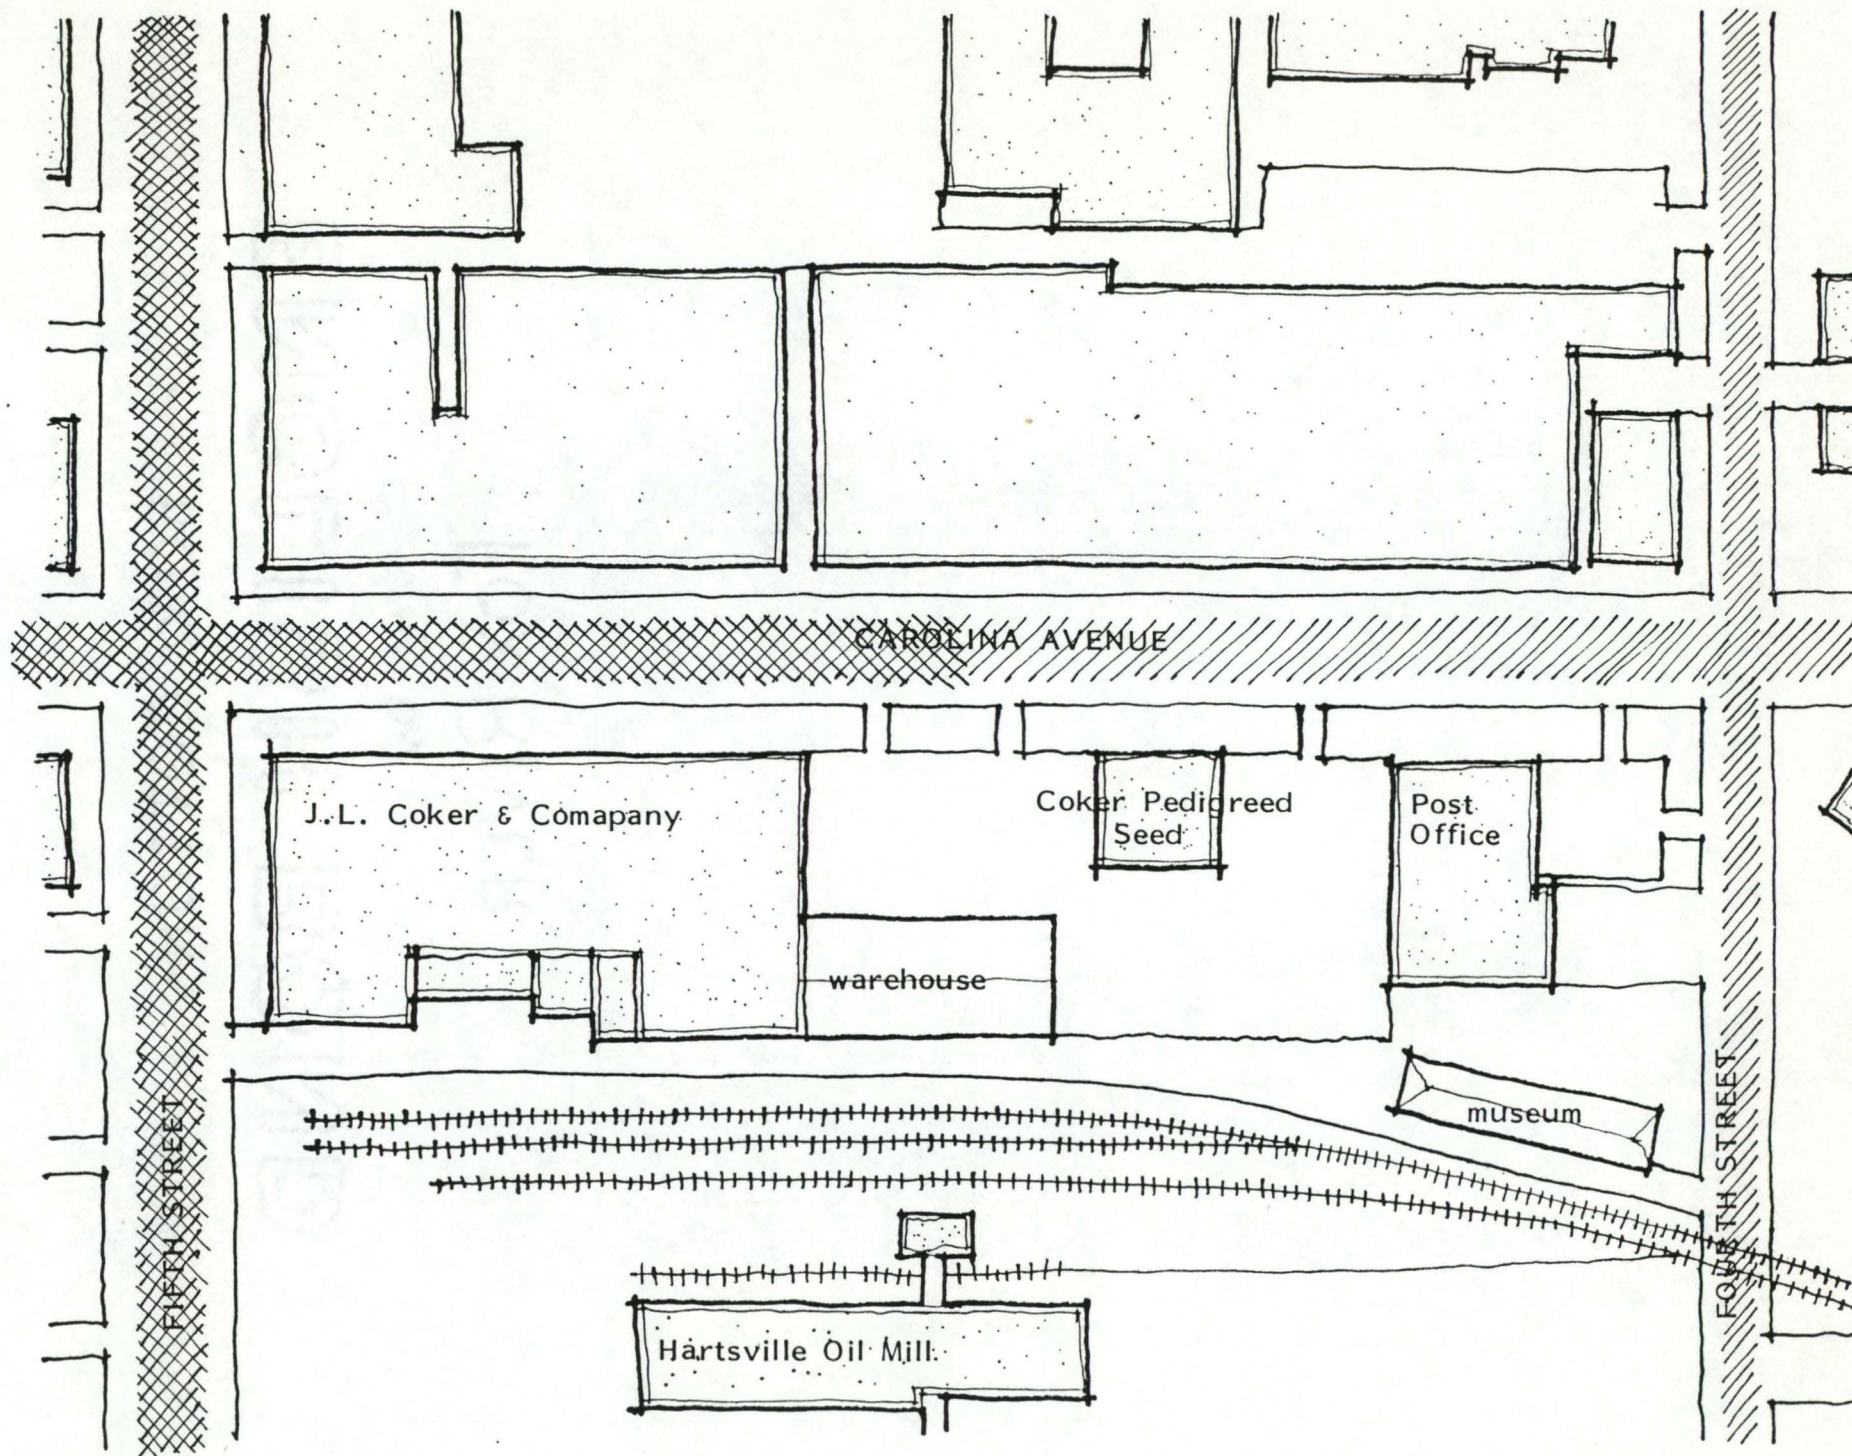 CAROLINA AVENUE
J.L. Coker & Comapany
Coker Pedigreed
Seed
Post
Office
warehouse
museum
FIFTH STREET
FOURTH STREET
Hartsville Oil Mill